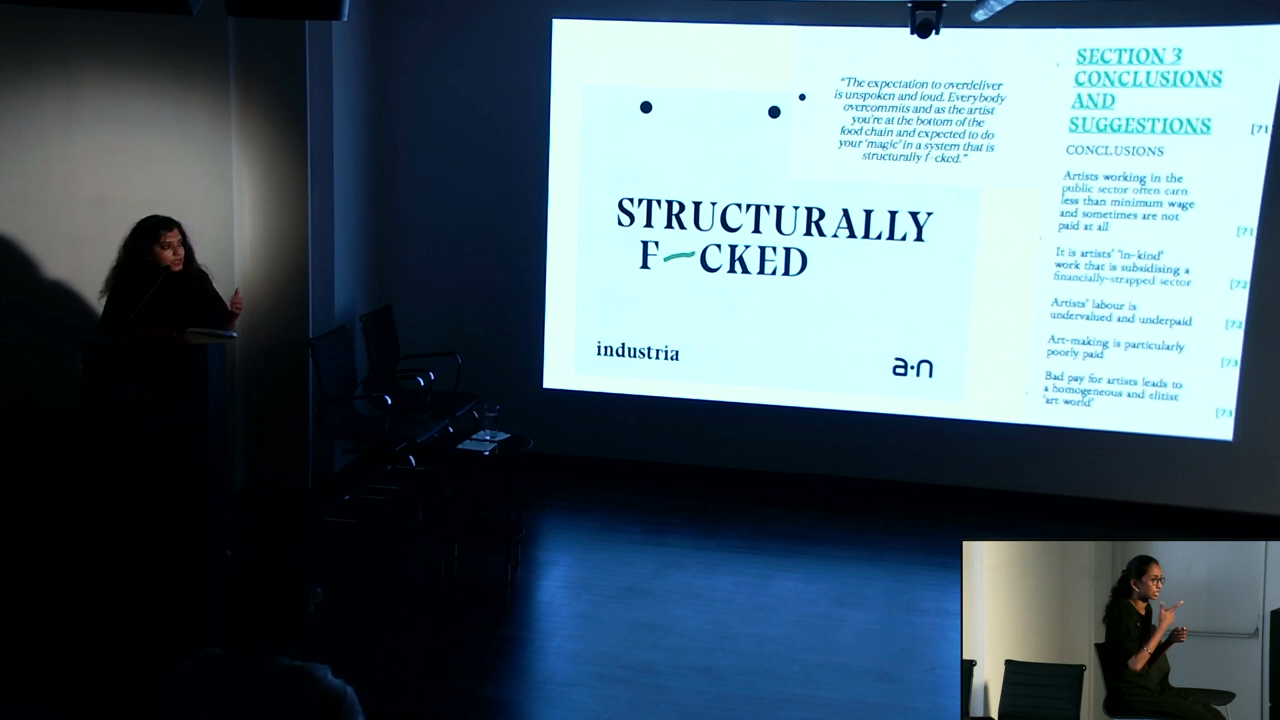 “The expectation to overdeliver
is unspoken and loud. Everybody
overcommits and as the artist
you're at the bottom of the
food chain and expected to do
your ‘magic’ in a system that is
structurally f–cked.”
STRUCTURALLY
F~CKED
industria
a-n
SECTION 3
CONCLUSIONS
AND
SUGGESTIONS [71
CONCLUSIONS
Artists working in the
public sector often earn
less than minimum wage
and sometimes are not
paid at all [71
It is artists’ ‘in-kind’
work that is subsidising a
financially-strapped sector [72
Artists’ labour is
undervalued and underpaid [72
Art-making is particularly
poorly paid [73
Bad pay for artists leads to
a homogeneous and elitist
‘art world’ [73